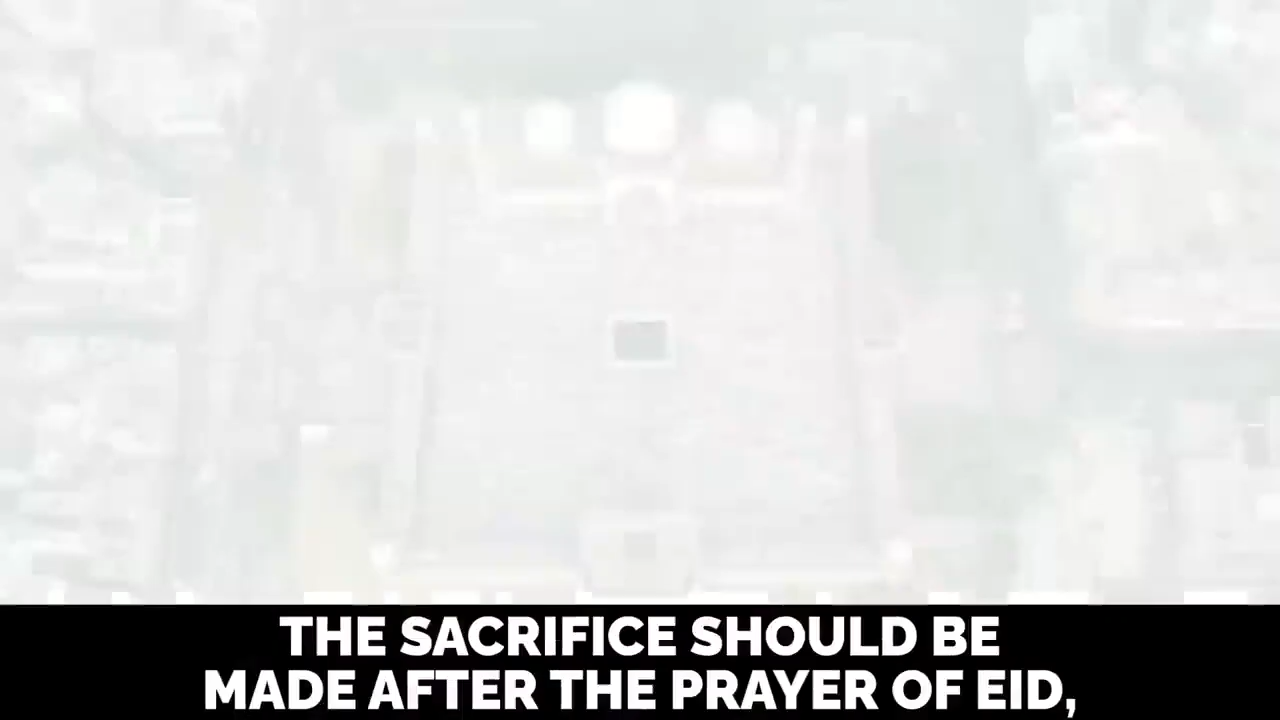 THE SACRIFICE SHOULD BE
MADE AFTER THE PRAYER OF EID,